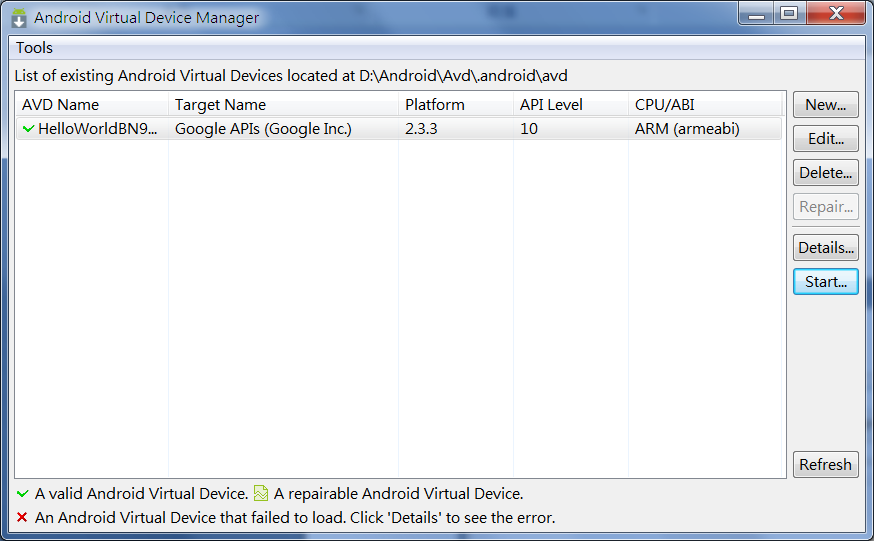 Android Virtual Device Manager
Tools
List of existing Android Virtual Devices located at D:\Android\Avd\.android\avd
AVD Name Target Name Platform API Level CPU/ABI
HelloWorldBN9... Google APIs (Google Inc.) 2.3.3 10 ARM (armeabi)
New...
Edit...
Delete...
Repair...
Details...
Start...
Refresh
A valid Android Virtual Device. A repairable Android Virtual Device.
An Android Virtual Device that failed to load. Click 'Details' to see the error.